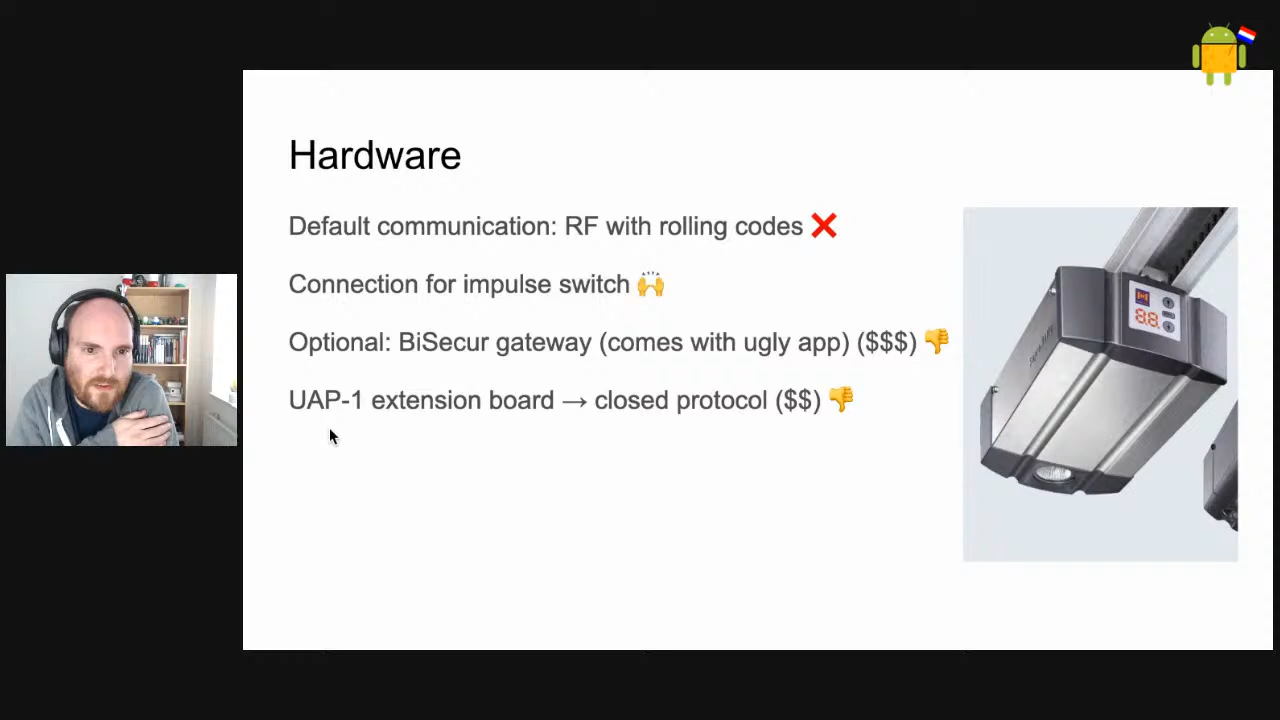 Hardware
Default communication: RF with rolling codes ❌
Connection for impulse switch 🙌
Optional: BiSecur gateway (comes with ugly app) ($$$) 👎
UAP-1 extension board → closed protocol ($$) 👎
88